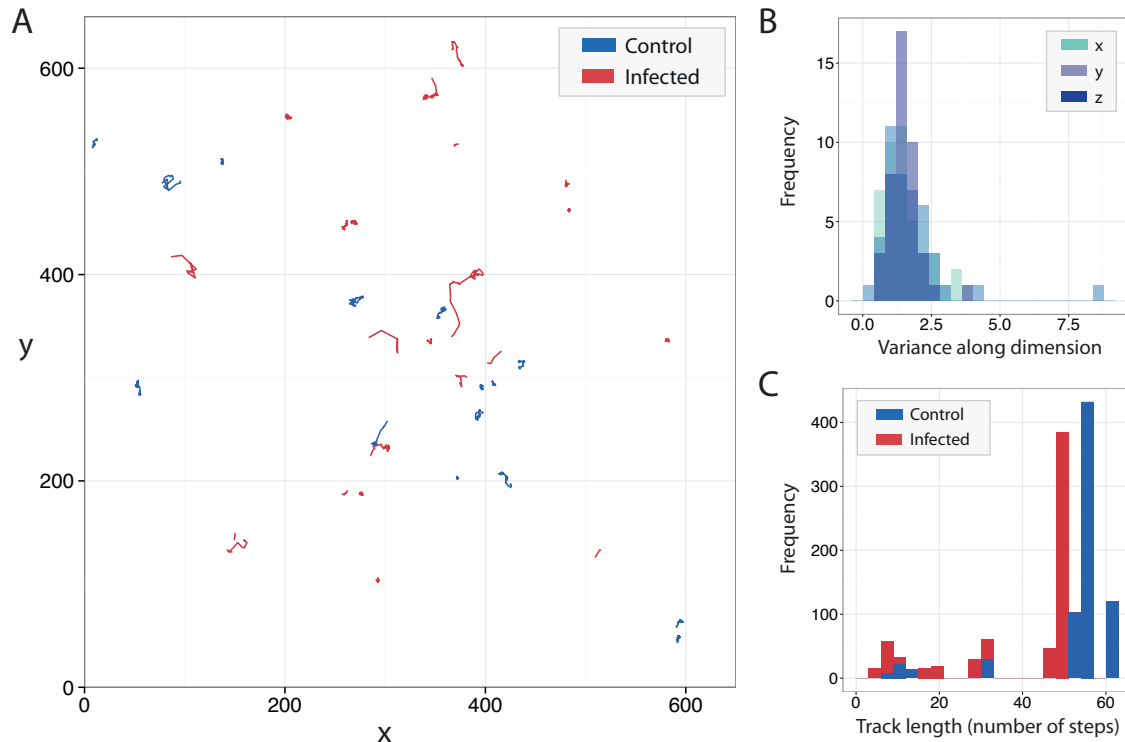 A
Control
Infected
600
400
200
0
y
0
200
400
600
x
B
x
y
z
15
10
5
0
Frequency
0.0
2.5
5.0
7.5
Variance along dimension
C
Control
Infected
400
300
200
100
0
Frequency
0
20
40
60
Track length (number of steps)